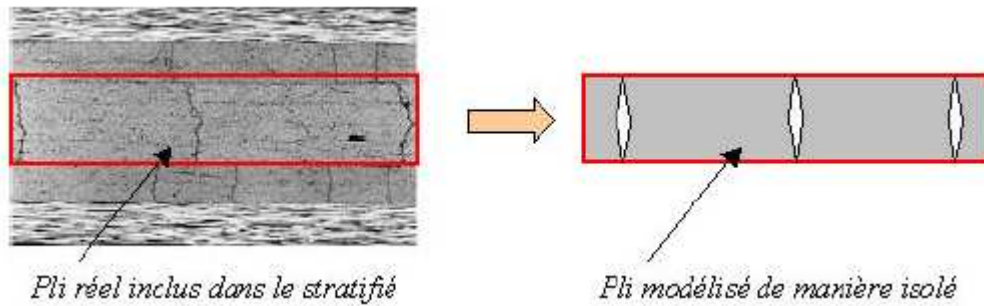 Pli réel inclus dans le stratifié
Pli modélisé de manière isolé